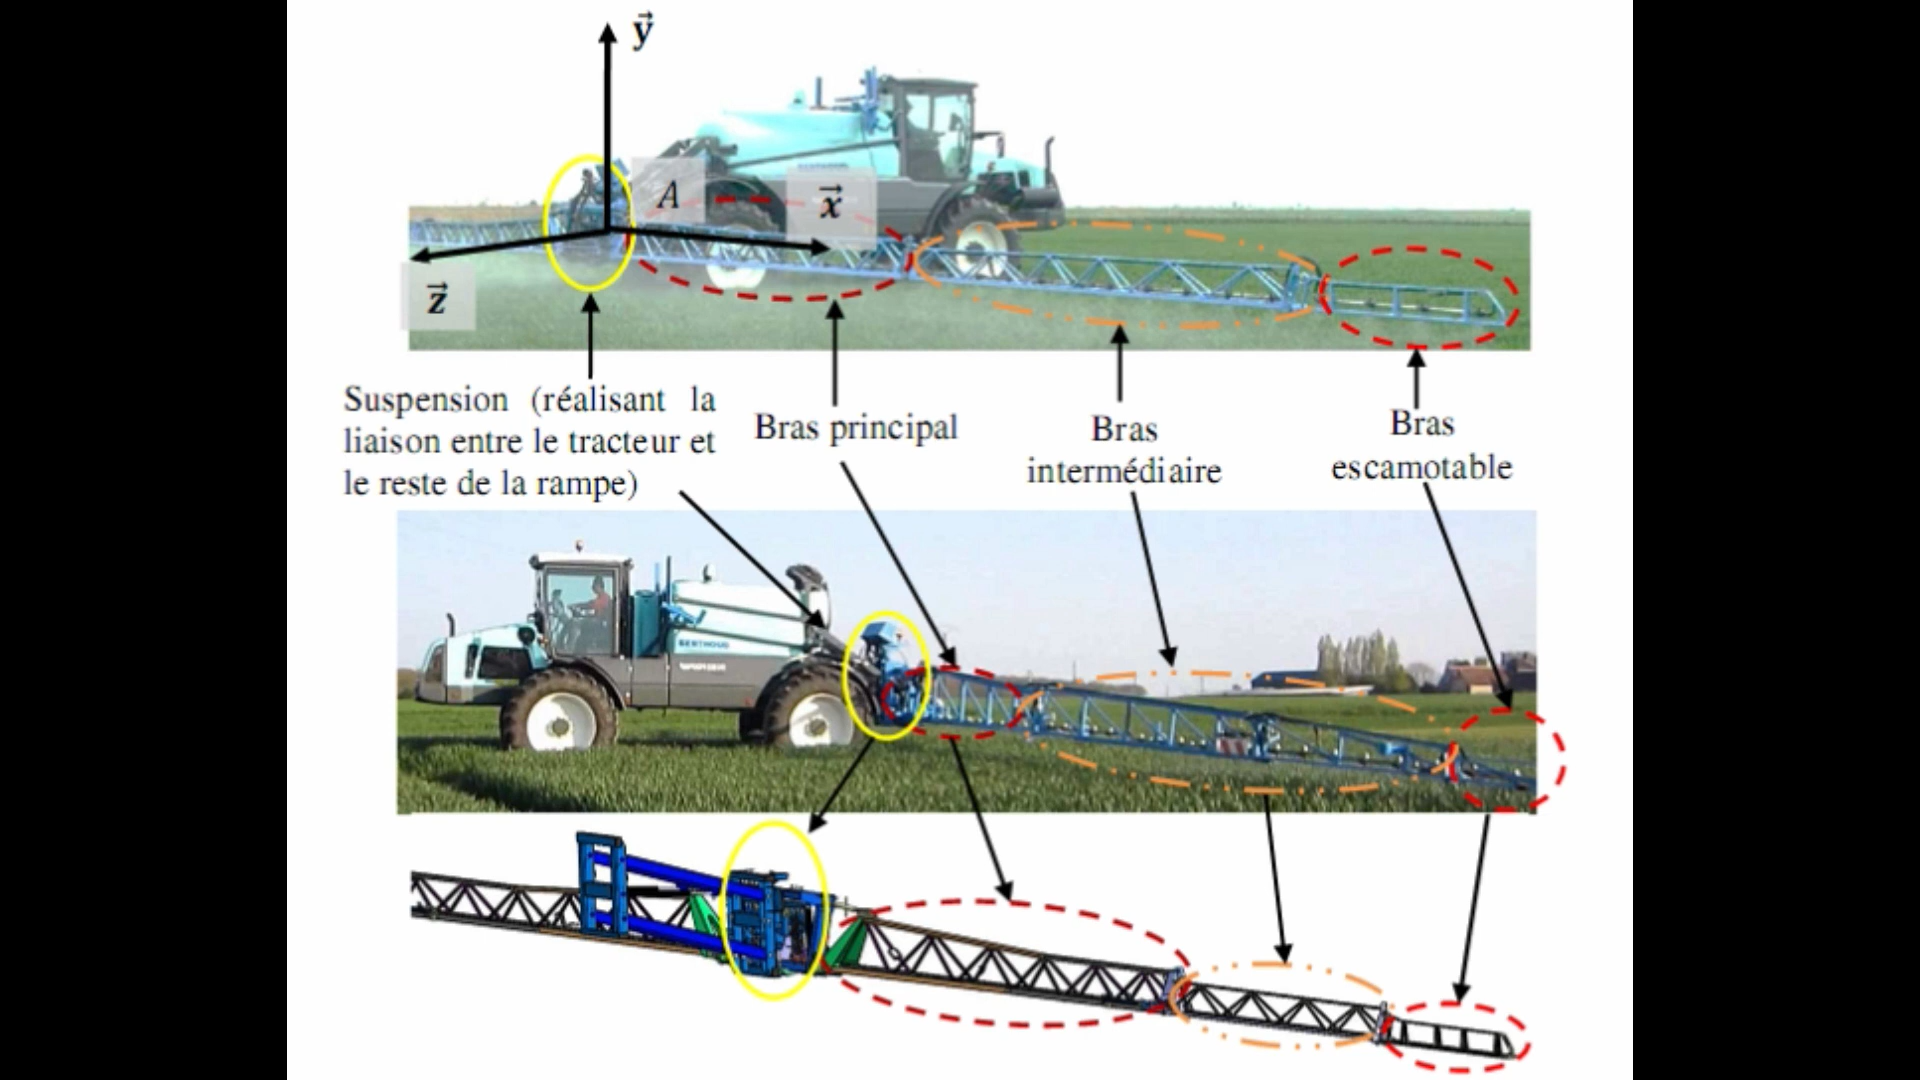 y⃗
A
x⃗
z⃗
Suspension (réalisant la
liaison entre le tracteur et
le reste de la rampe)
Bras principal
Bras
intermédiaire
Bras
escamotable
BERTHOUD